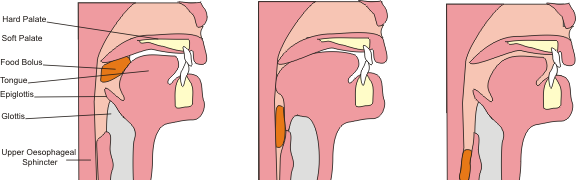 Hard Palate
Soft Palate
Food Bolus
Tongue
Epiglottis
Glottis
Upper Oesophageal
Sphincter